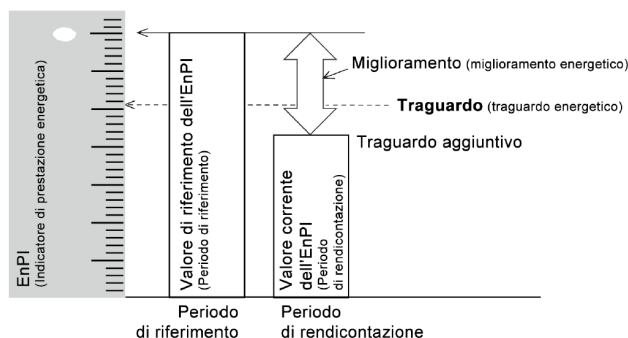 EnPI
(Indicatore di prestazione energetica)
Valore di riferimento dell'EnPI
(Periodo di riferimento)
Valore corrente
dell'EnPI
(Periodo
di rendicontazione)
Miglioramento (miglioramento energetico)
Traguardo (traguardo energetico)
Traguardo aggiuntivo
Periodo
di riferimento
Periodo
di rendicontazione